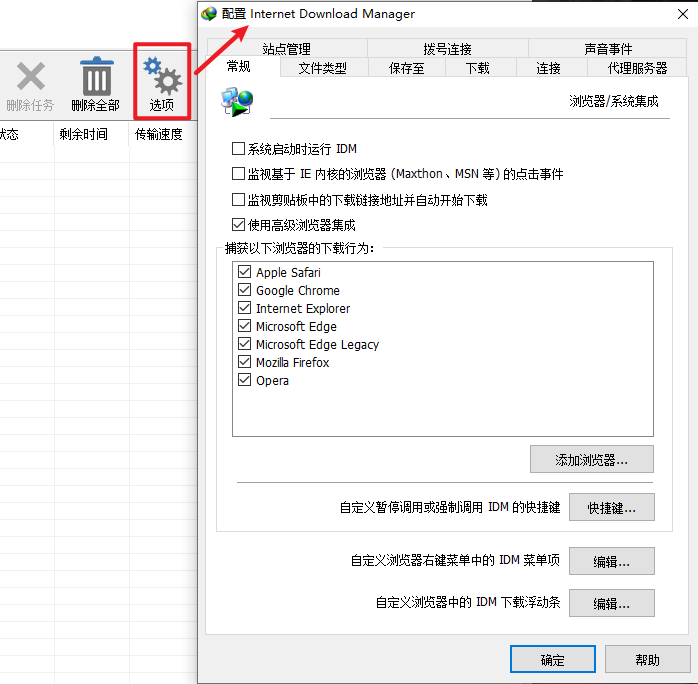 配置 Internet Download Manager
站点管理 拨号连接 声音事件
常规 文件类型 保存至 下载 连接 代理服务器
删除任务 删除全部 选项
状态 剩余时间 传输速度
浏览器/系统集成
系统启动时运行 IDM
监视基于 IE 内核的浏览器 (Maxthon、MSN 等) 的点击事件
监视剪贴板中的下载链接地址并自动开始下载
使用高级浏览器集成
捕获以下浏览器的下载行为:
Apple Safari
Google Chrome
Internet Explorer
Microsoft Edge
Microsoft Edge Legacy
Mozilla Firefox
Opera
添加浏览器...
自定义暂停调用或强制调用 IDM 的快捷键 快捷键...
自定义浏览器右键菜单中的 IDM 菜单项 编辑...
自定义浏览器中的 IDM 下载浮动条 编辑...
确定 帮助